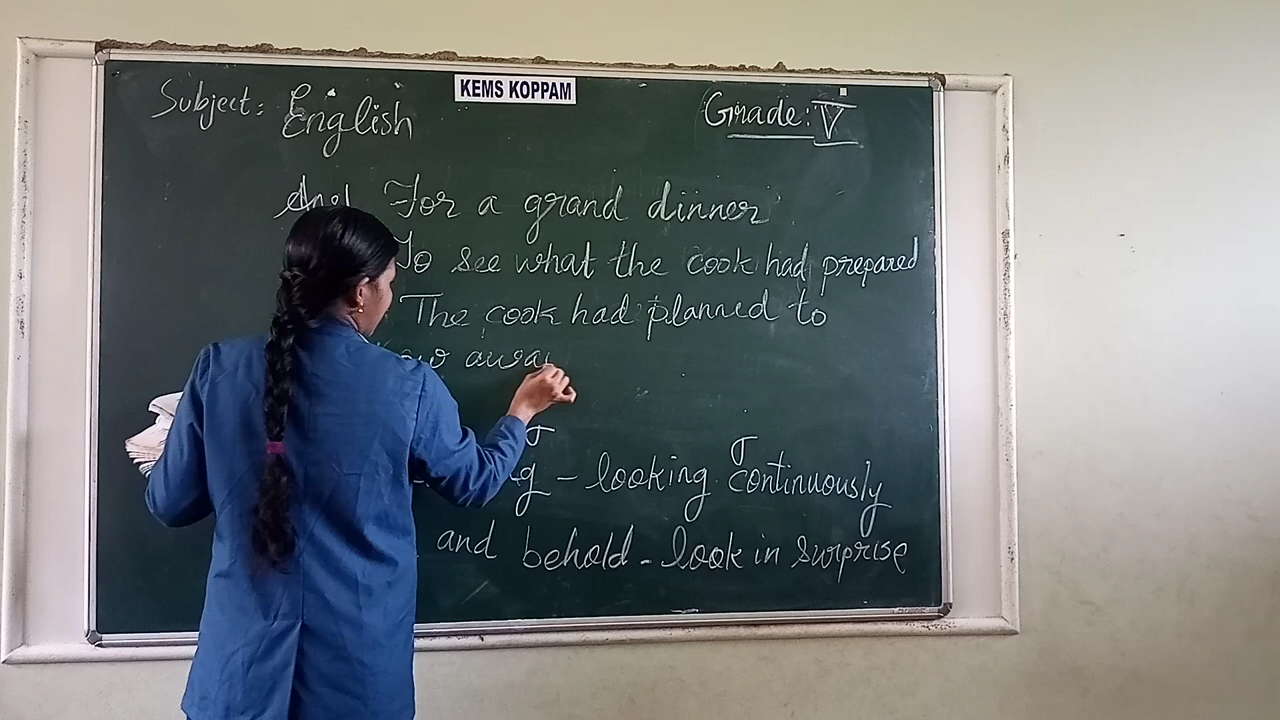 KEMS KOPPAM
Subject: English
Grade: V
Ans1 For a grand dinner
To see what the cook had prepared
The cook had planned to
away
- looking continuously
and behold - look in surprise